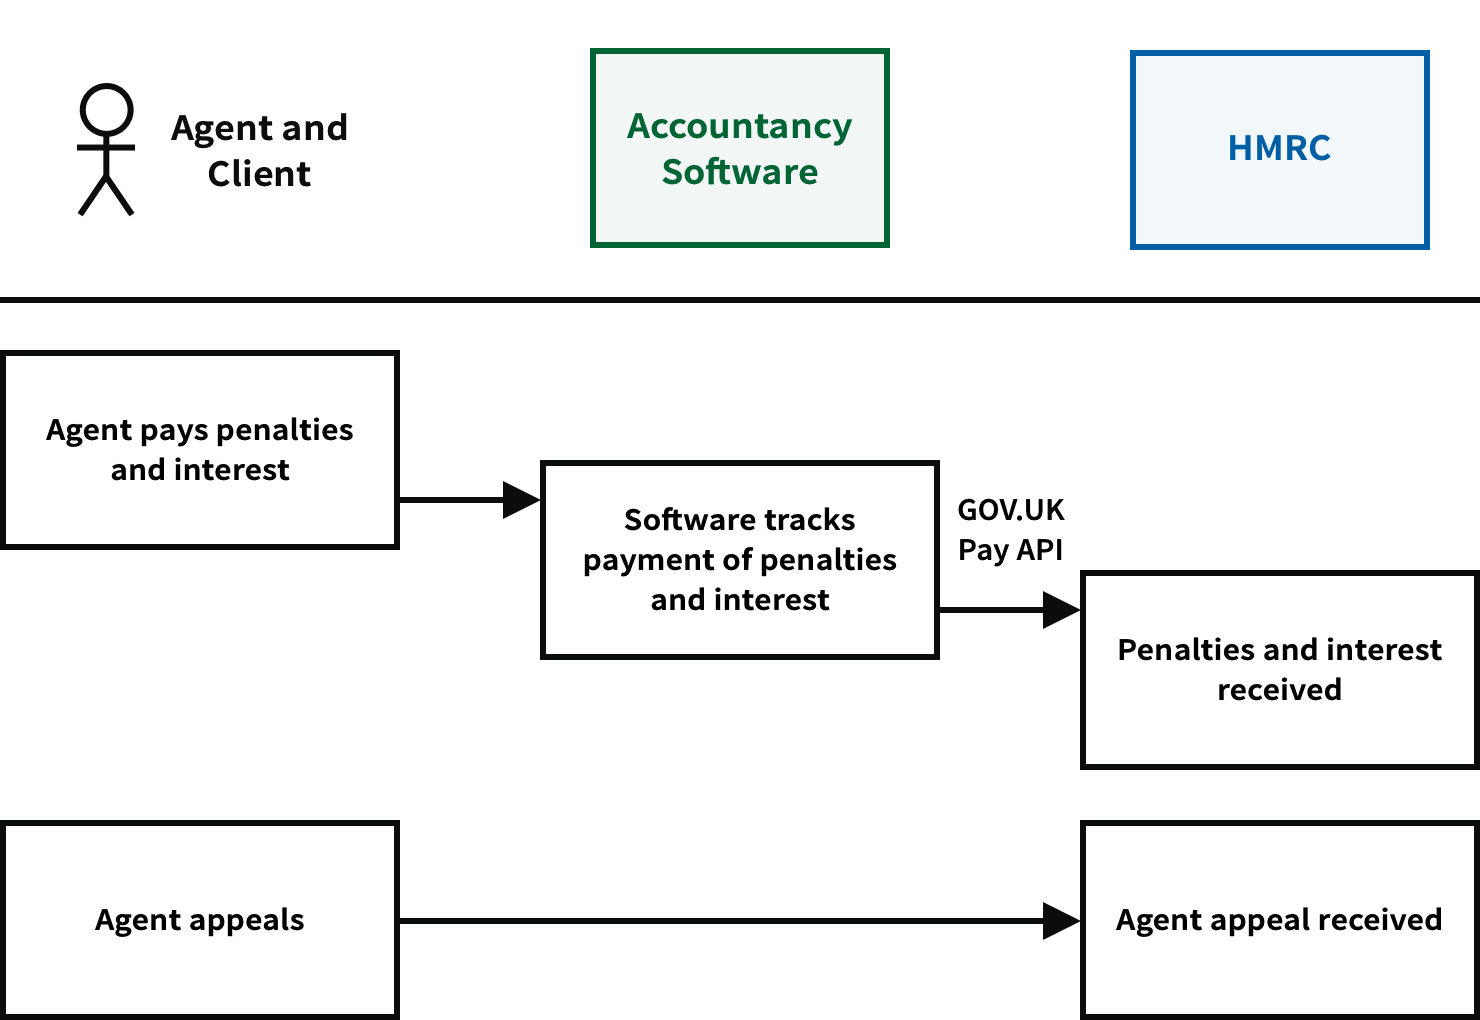 Agent and
Client
Accountancy
Software
HMRC
Agent pays penalties
and interest
Software tracks
payment of penalties
and interest
GOV.UK
Pay API
Penalties and interest
received
Agent appeals
Agent appeal received